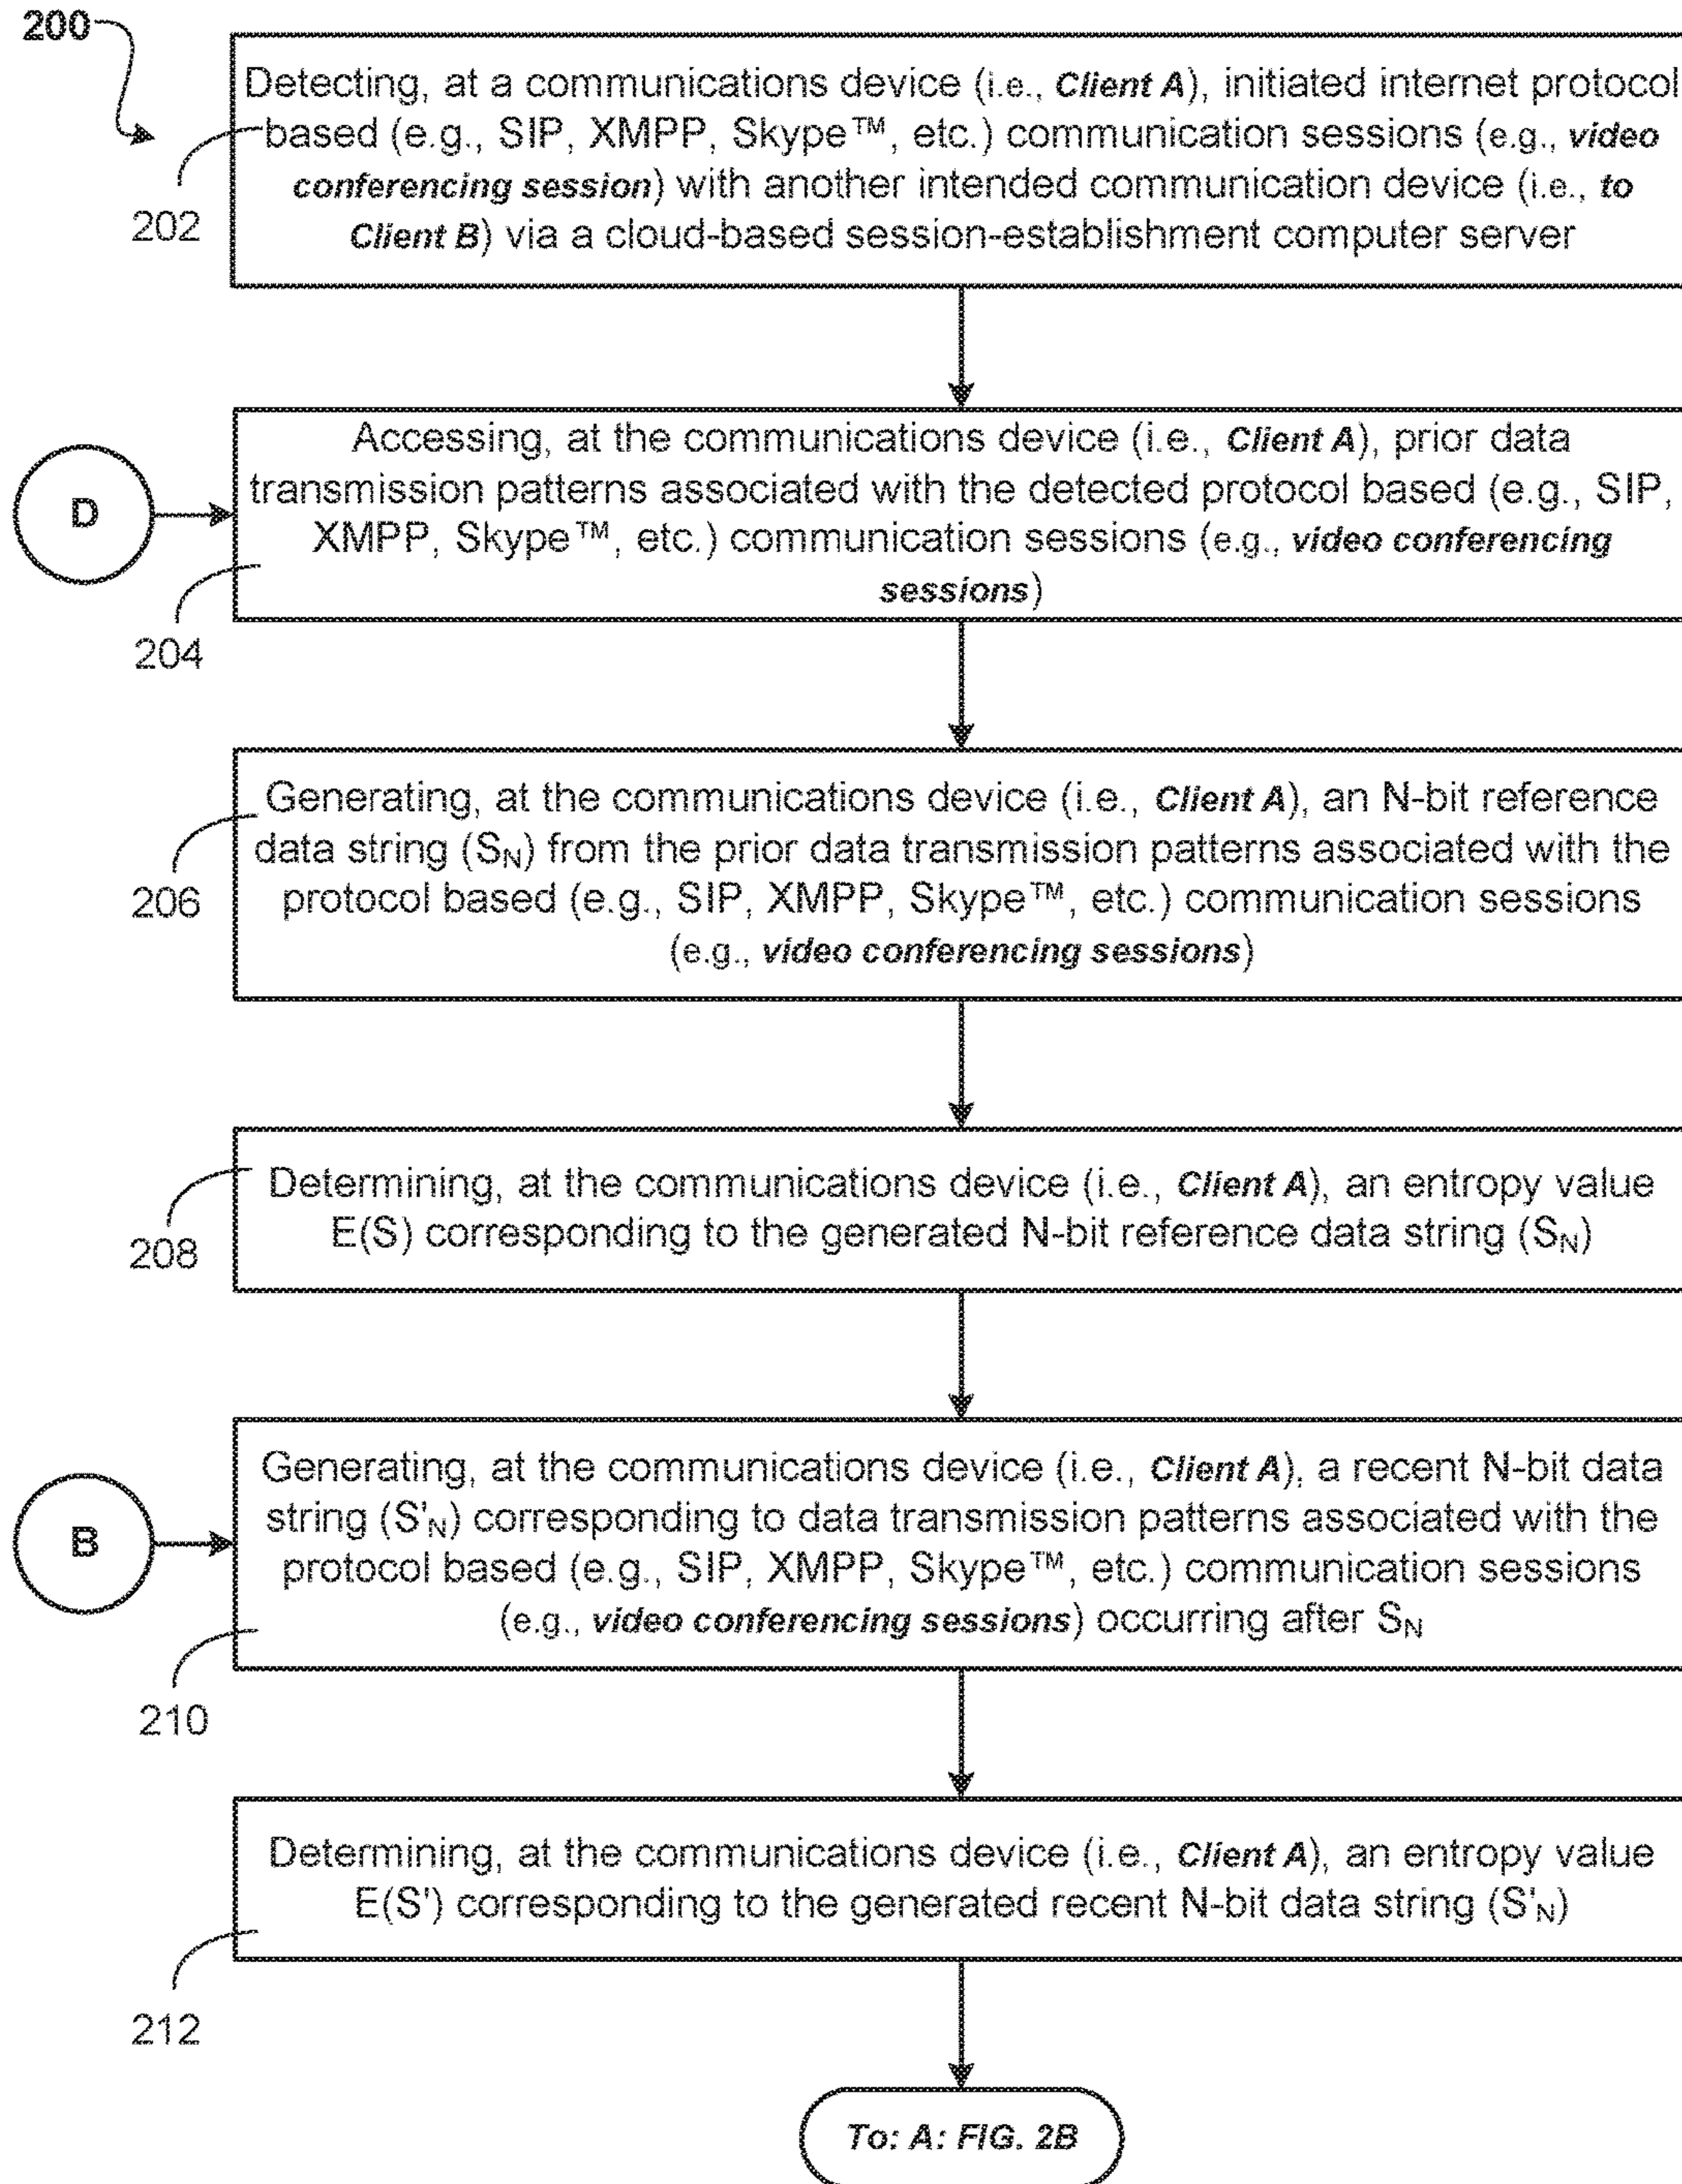 200
Detecting, at a communications device (i.e., Client A), initiated internet protocol
based (e.g., SIP, XMPP, Skype™, etc.) communication sessions (e.g., video
conferencing session) with another intended communication device (i.e., to
Client B) via a cloud-based session-establishment computer server
202
Accessing, at the communications device (i.e., Client A), prior data
transmission patterns associated with the detected protocol based (e.g., SIP,
XMPP, Skype™, etc.) communication sessions (e.g., video conferencing
sessions)
D
204
Generating, at the communications device (i.e., Client A), an N-bit reference
data string (S_N) from the prior data transmission patterns associated with the
protocol based (e.g., SIP, XMPP, Skype™, etc.) communication sessions
(e.g., video conferencing sessions)
206
Determining, at the communications device (i.e., Client A), an entropy value
E(S) corresponding to the generated N-bit reference data string (S_N)
208
Generating, at the communications device (i.e., Client A), a recent N-bit data
string (S'_N) corresponding to data transmission patterns associated with the
protocol based (e.g., SIP, XMPP, Skype™, etc.) communication sessions
(e.g., video conferencing sessions) occurring after S_N
B
210
Determining, at the communications device (i.e., Client A), an entropy value
E(S') corresponding to the generated recent N-bit data string (S'_N)
212
To: A: FIG. 2B